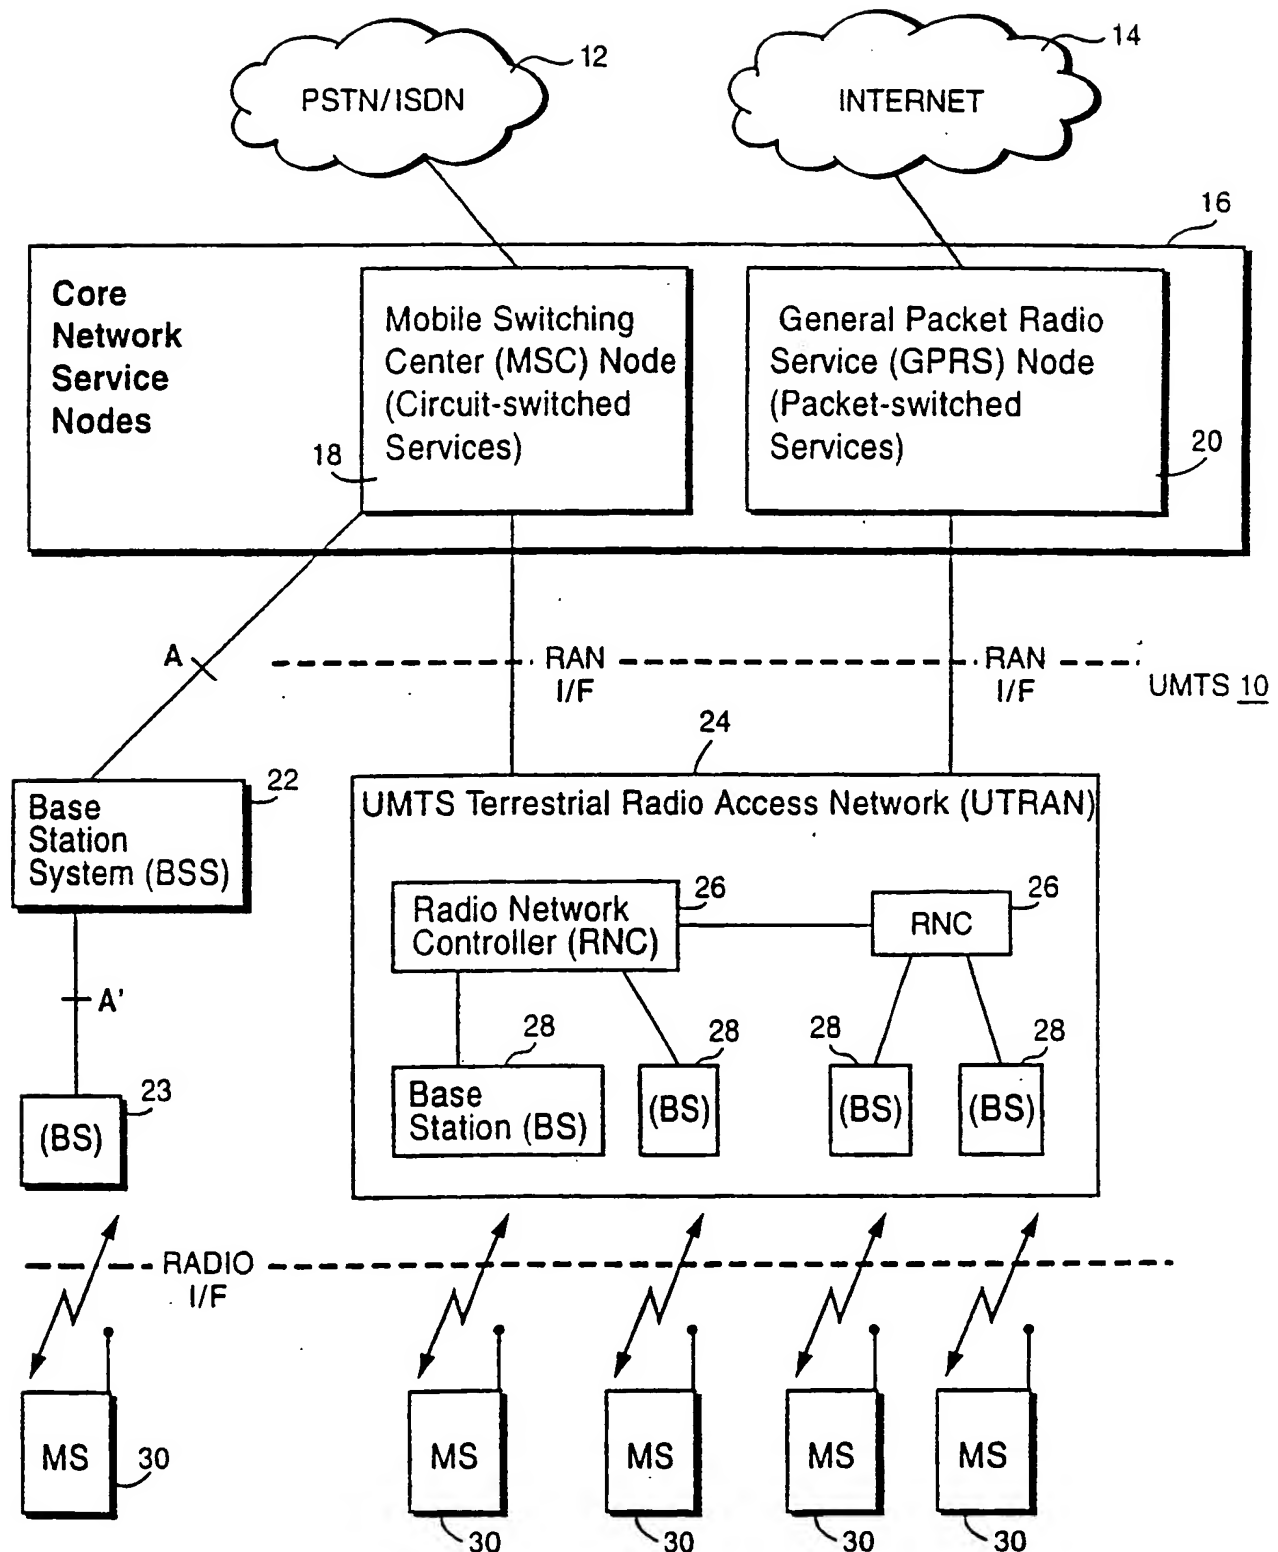 12
14
PSTN/ISDN
INTERNET
16
Core
Network
Service
Nodes
Mobile Switching
Center (MSC) Node
(Circuit-switched
Services)
18
General Packet Radio
Service (GPRS) Node
(Packet-switched
Services)
20
A
RAN
I/F
RAN
I/F
UMTS 10
24
22
Base
Station
System (BSS)
UMTS Terrestrial Radio Access Network (UTRAN)
26
Radio Network
Controller (RNC)
26
RNC
A'
28
28
28
28
23
(BS)
Base
Station (BS)
(BS)
(BS)
(BS)
RADIO
I/F
MS
30
MS
30
MS
30
MS
30
MS
30